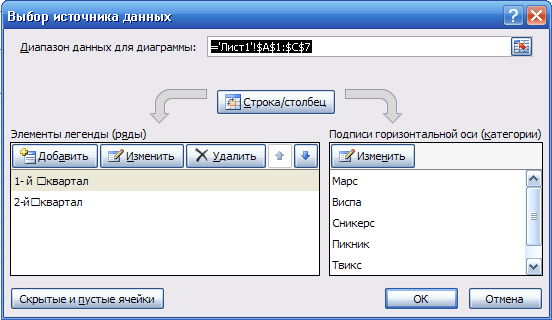 Выбор источника данных
Диапазон данных для диаграммы: ='Лист1'!$A$1:$C$7
Строка/столбец
Элементы легенды (ряды)
Добавить Изменить Удалить
1- й □квартал
2-й□квартал
Подписи горизонтальной оси (категории)
Изменить
Марс
Виспа
Сникерс
Пикник
Твикс
Скрытые и пустые ячейки
ОК Отмена